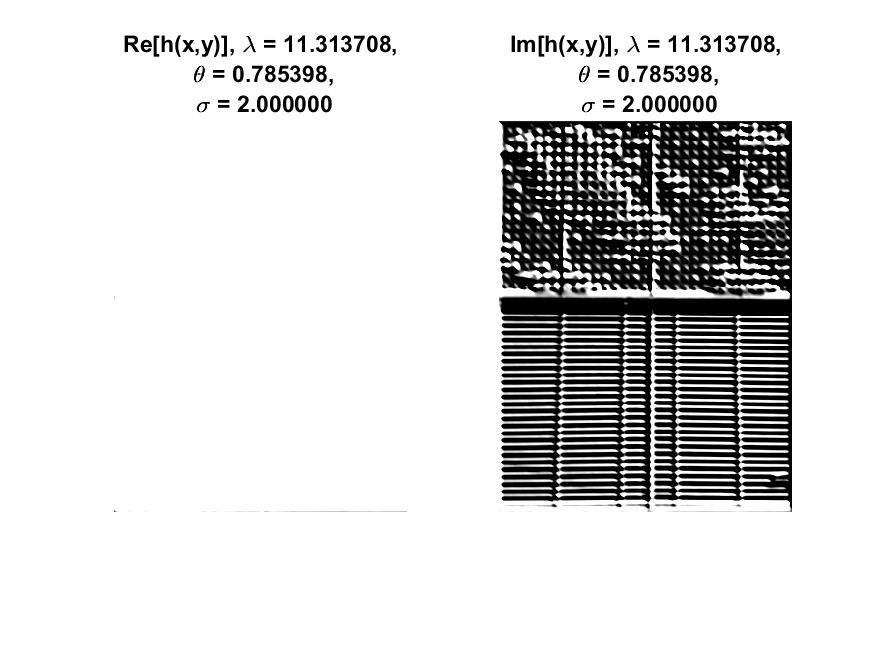 Re[h(x,y)], λ = 11.313708,
θ = 0.785398,
σ = 2.000000
Im[h(x,y)], λ = 11.313708,
θ = 0.785398,
σ = 2.000000